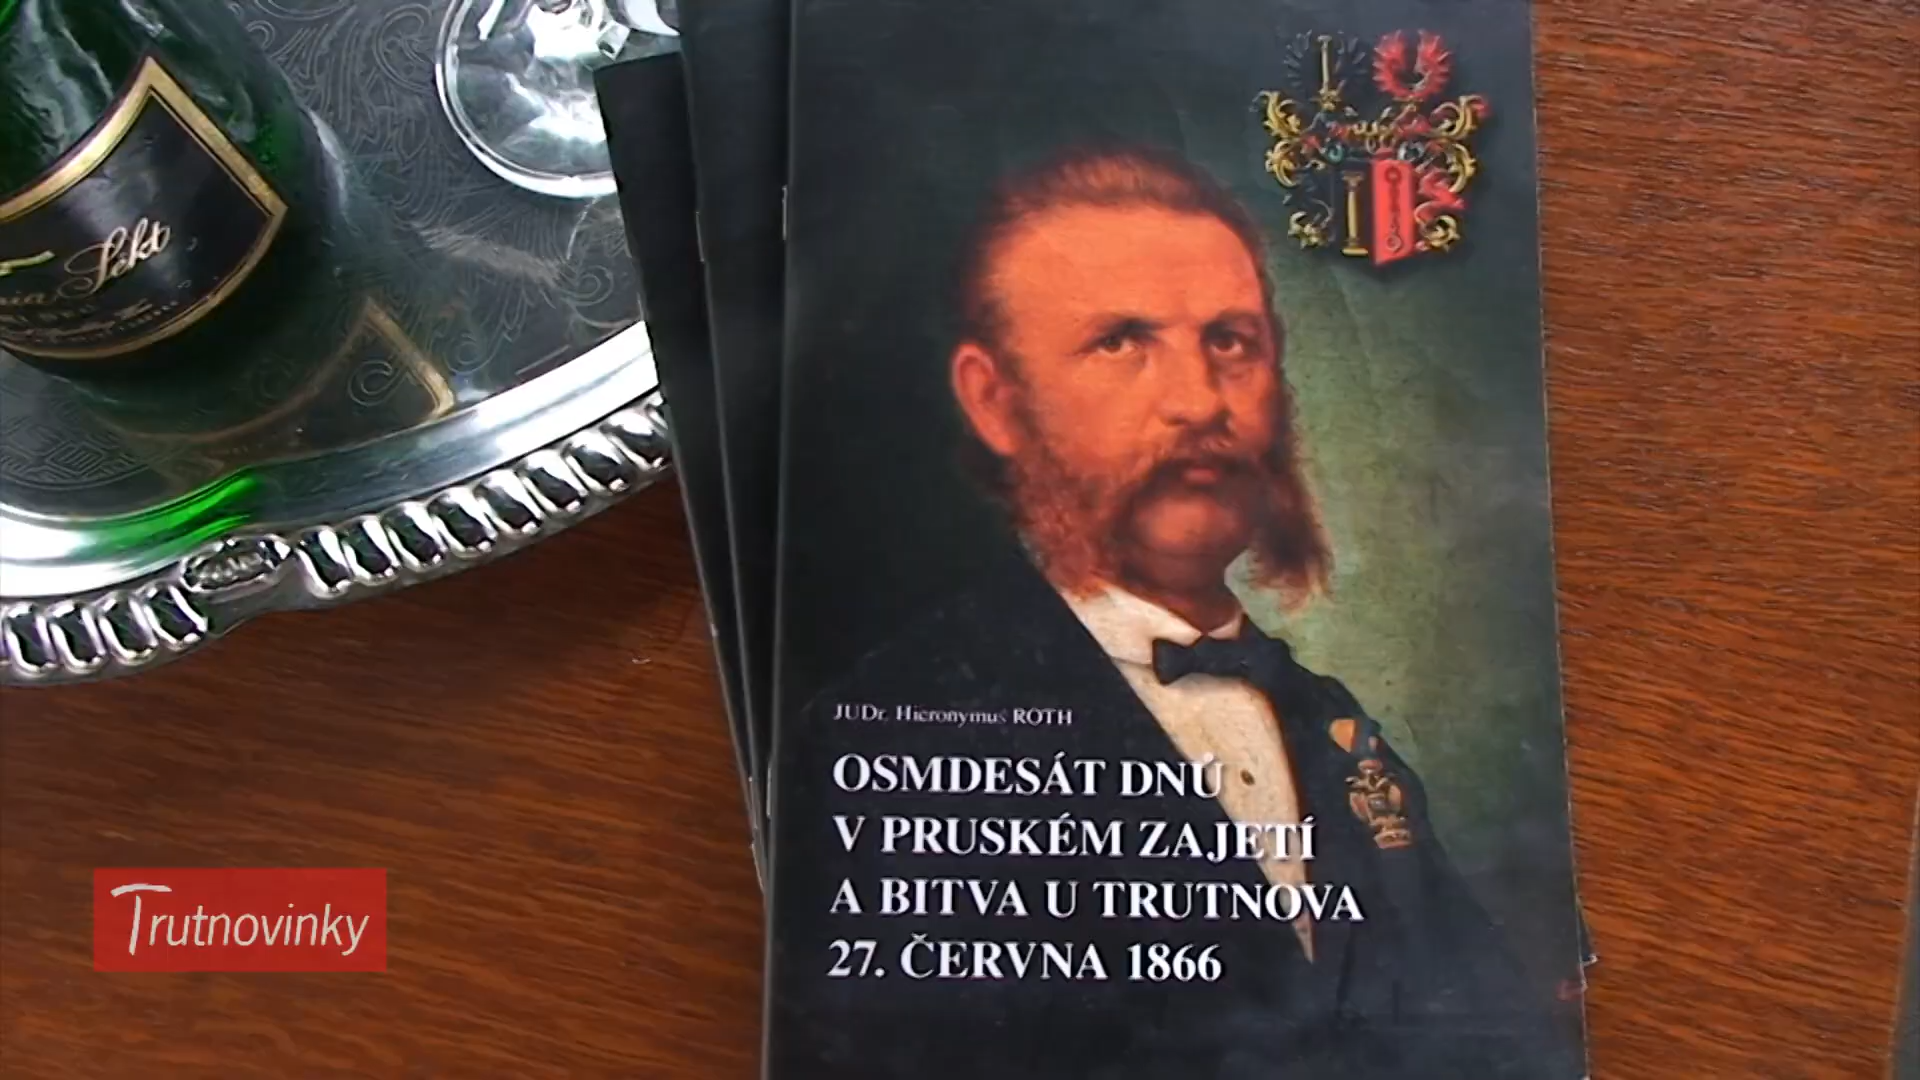 Sekt
JUDr. Hieronymus ROTH
OSMDESÁT DNŮ
V PRUSKÉM ZAJETÍ
A BITVA U TRUTNOVA
27. ČERVNA 1866
Trutnovinky